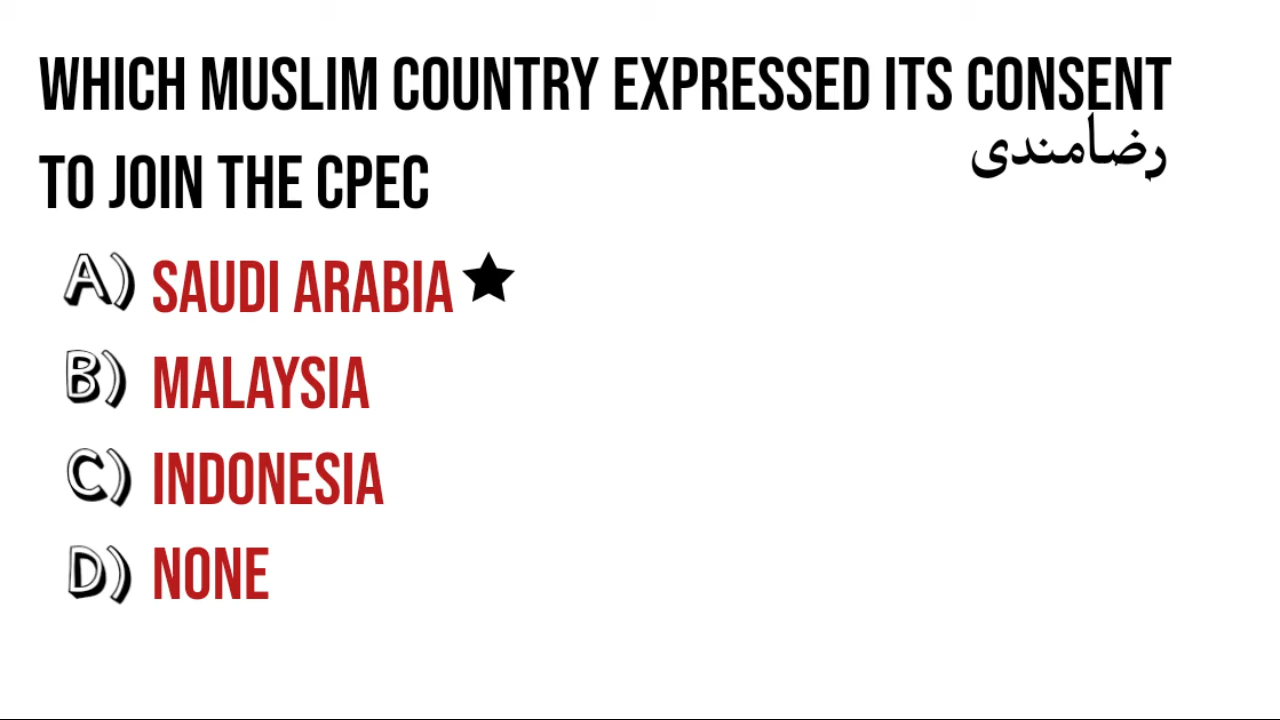 WHICH MUSLIM COUNTRY EXPRESSED ITS CONSENT
رضامندی
TO JOIN THE CPEC
A) SAUDI ARABIA ★
B) MALAYSIA
C) INDONESIA
D) NONE